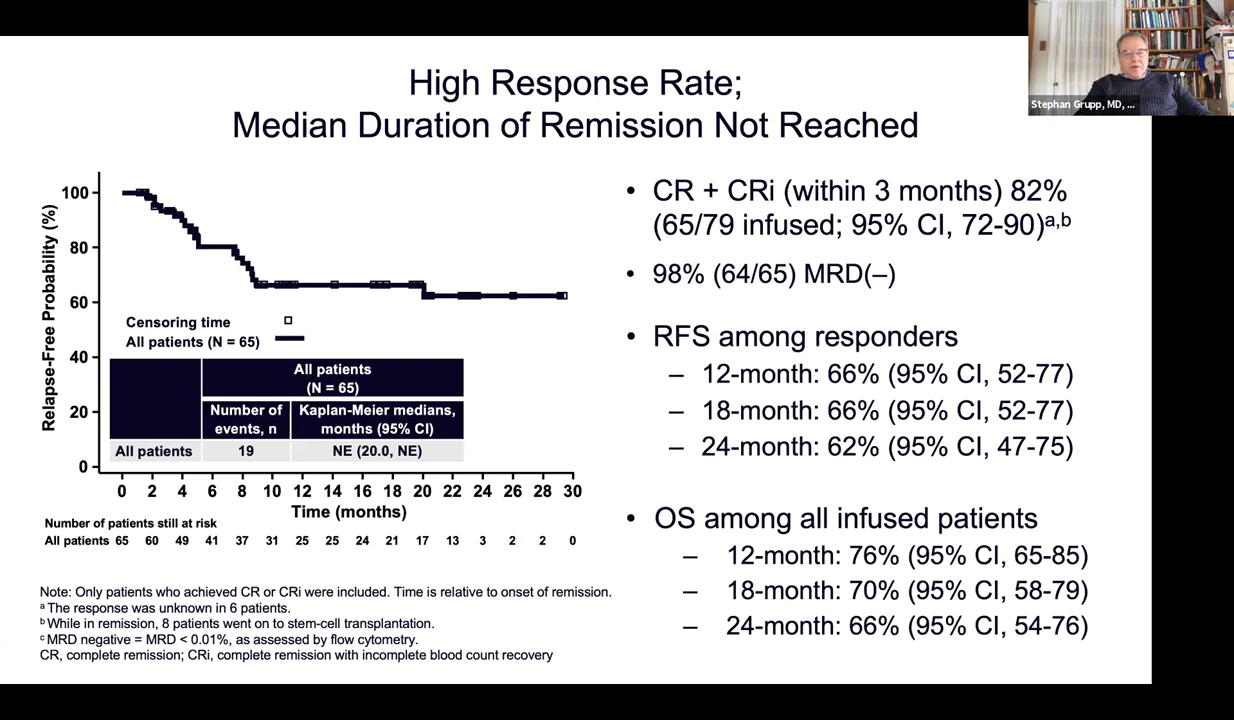 Stephan Grupp, MD, ...
High Response Rate;
Median Duration of Remission Not Reached
Relapse-Free Probability (%)
100
80
60
40
20
0
Censoring time
All patients (N = 65)
All patients
(N = 65)
Number of events, n
Kaplan-Meier medians, months (95% CI)
All patients 19 NE (20.0, NE)
0 2 4 6 8 10 12 14 16 18 20 22 24 26 28 30
Time (months)
Number of patients still at risk
All patients 65 60 49 41 37 31 25 25 24 21 17 13 3 2 2 0
Note: Only patients who achieved CR or CRi were included. Time is relative to onset of remission.
a The response was unknown in 6 patients.
b While in remission, 8 patients went on to stem-cell transplantation.
c MRD negative = MRD < 0.01%, as assessed by flow cytometry.
CR, complete remission; CRi, complete remission with incomplete blood count recovery
• CR + CRi (within 3 months) 82%
(65/79 infused; 95% CI, 72-90)a,b
• 98% (64/65) MRD(–)
• RFS among responders
– 12-month: 66% (95% CI, 52-77)
– 18-month: 66% (95% CI, 52-77)
– 24-month: 62% (95% CI, 47-75)
• OS among all infused patients
– 12-month: 76% (95% CI, 65-85)
– 18-month: 70% (95% CI, 58-79)
– 24-month: 66% (95% CI, 54-76)